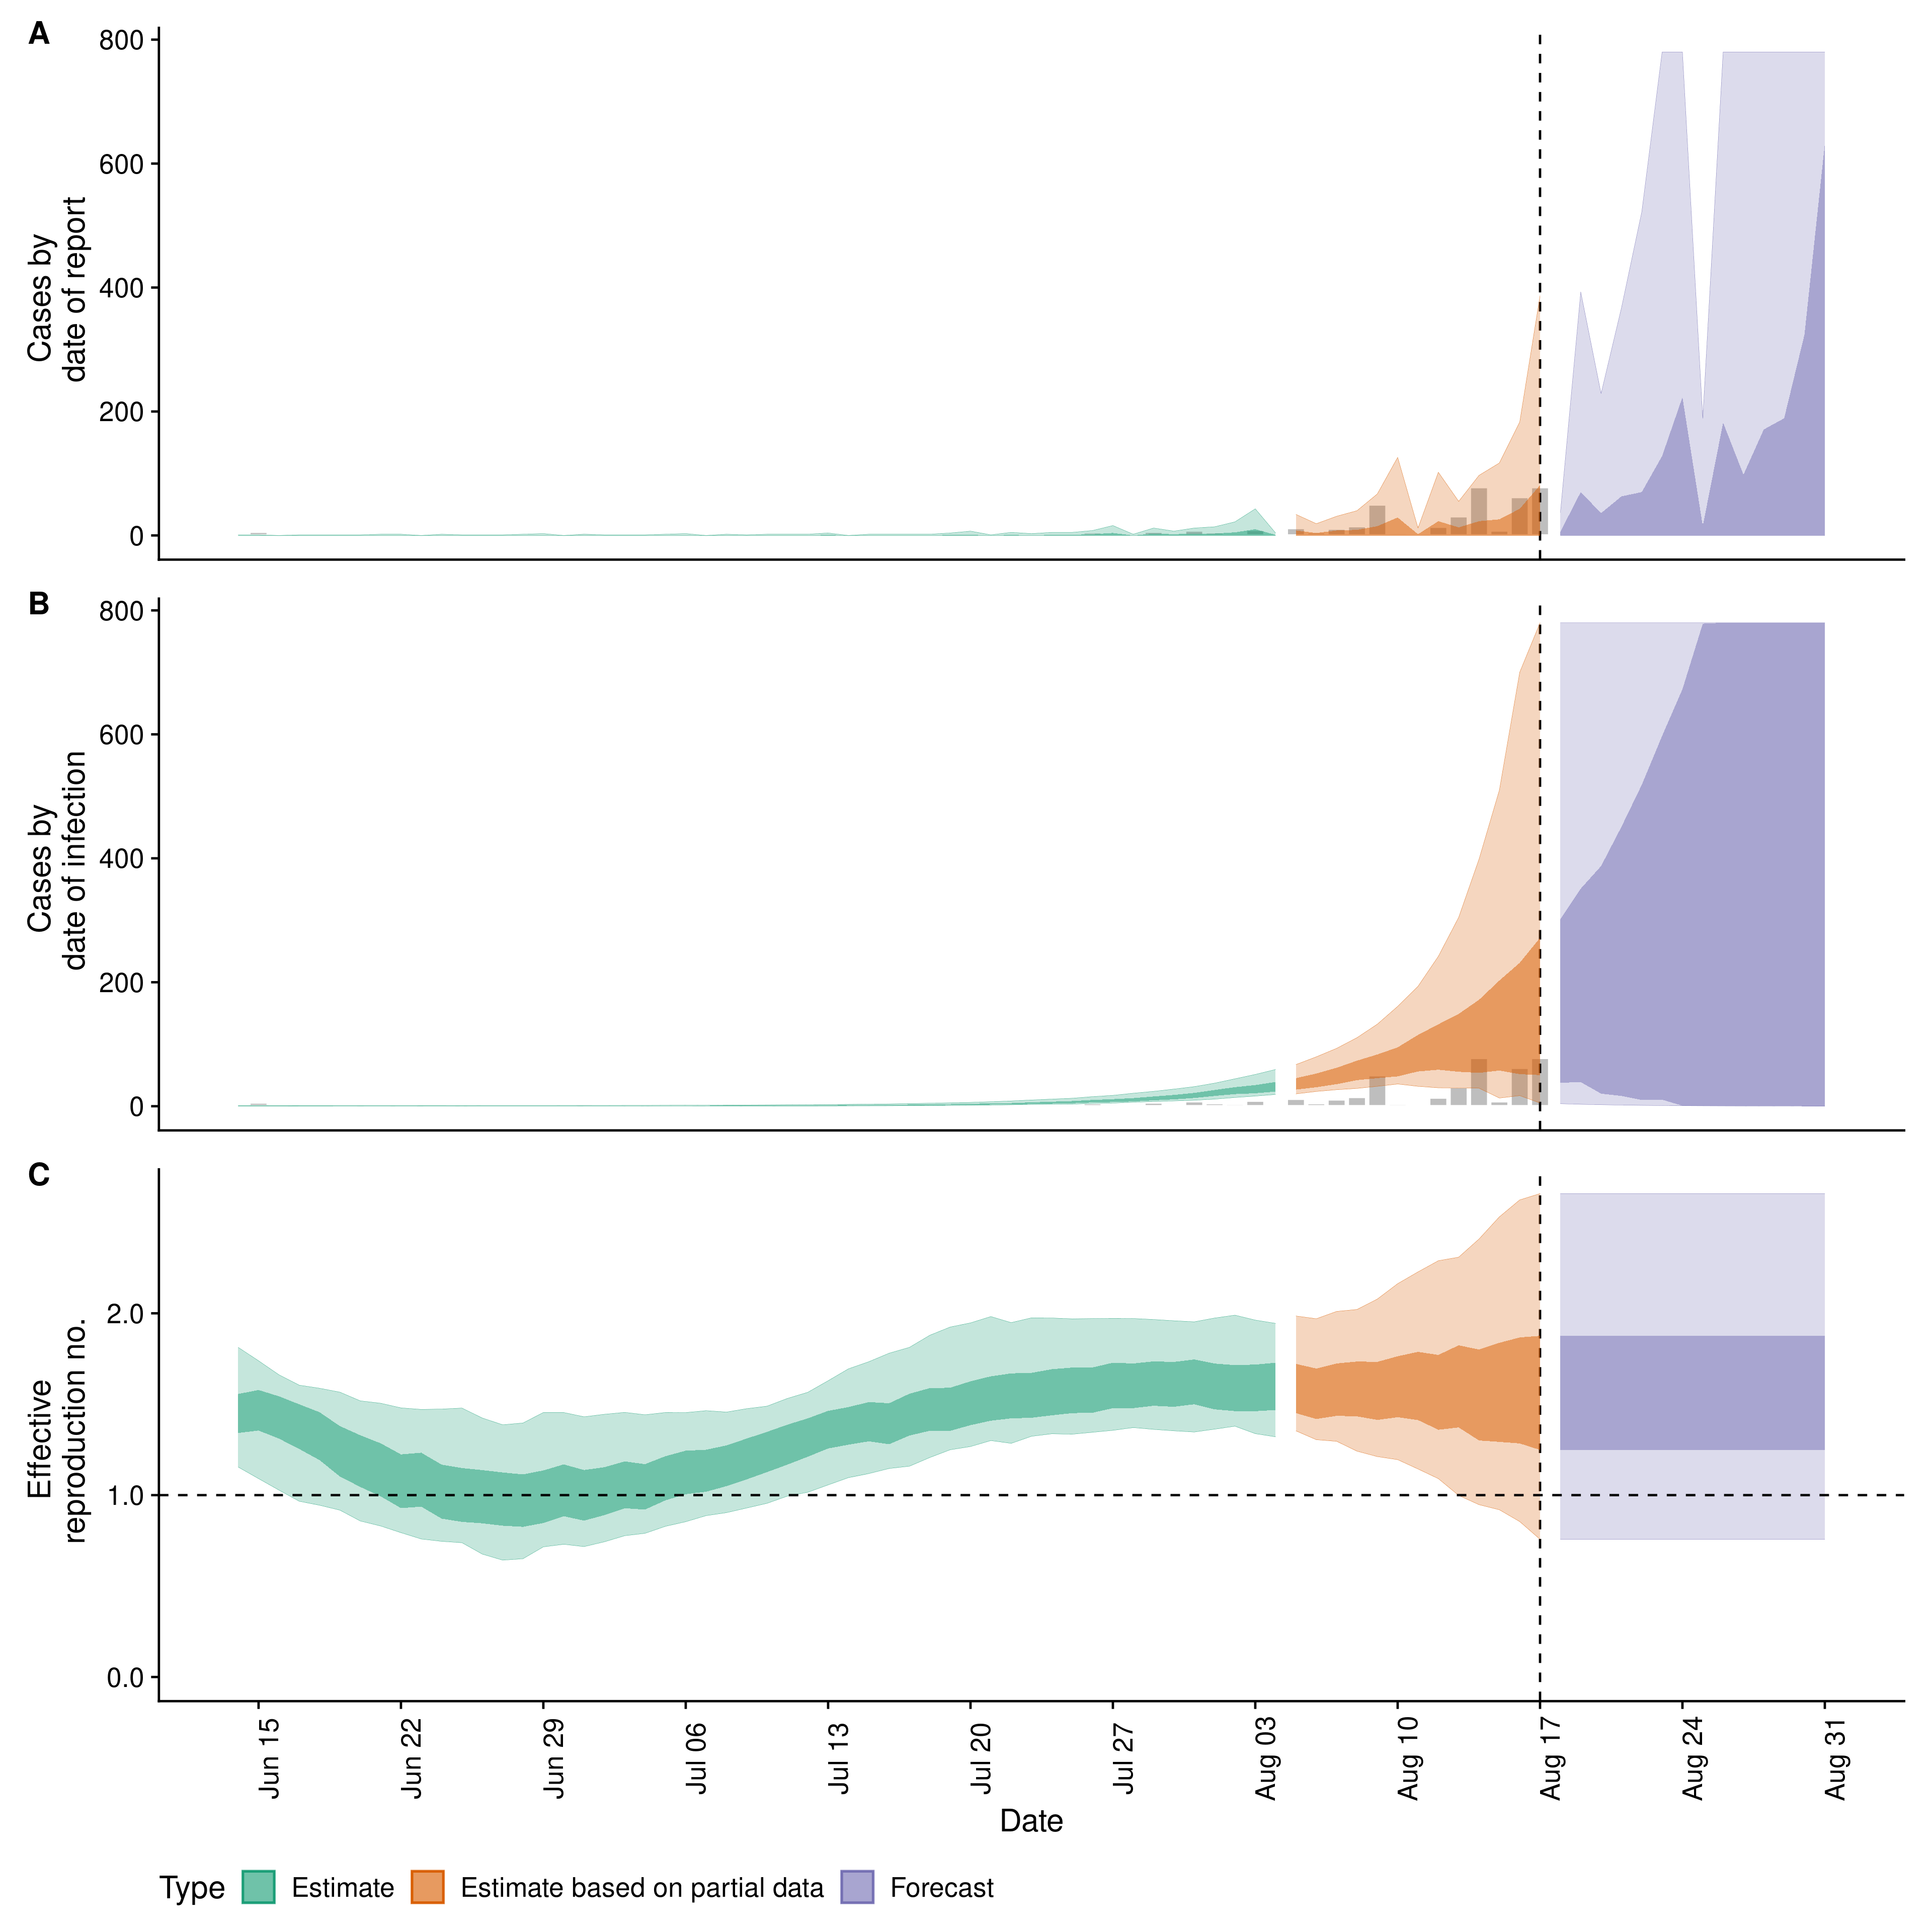 A
800
600
400
200
0
Cases by
date of report
B
800
600
400
200
0
Cases by
date of infection
C
2.0
1.0
0.0
Effective
reproduction no.
Jun 15
Jun 22
Jun 29
Jul 06
Jul 13
Jul 20
Jul 27
Aug 03
Aug 10
Aug 17
Aug 24
Aug 31
Date
Type Estimate Estimate based on partial data Forecast